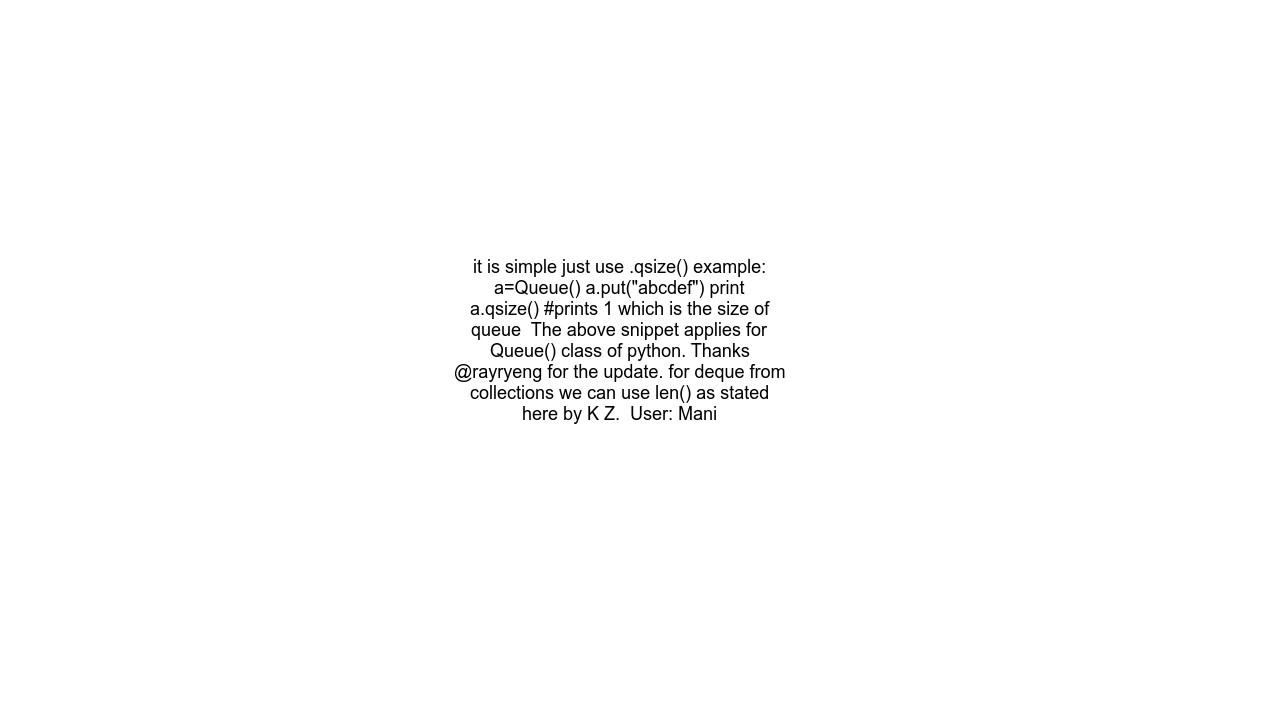 it is simple just use .qsize() example:
a=Queue() a.put("abcdef") print
a.qsize() #prints 1 which is the size of
queue  The above snippet applies for
Queue() class of python. Thanks
@rayryeng for the update. for deque from
collections we can use len() as stated
here by K Z.  User: Mani